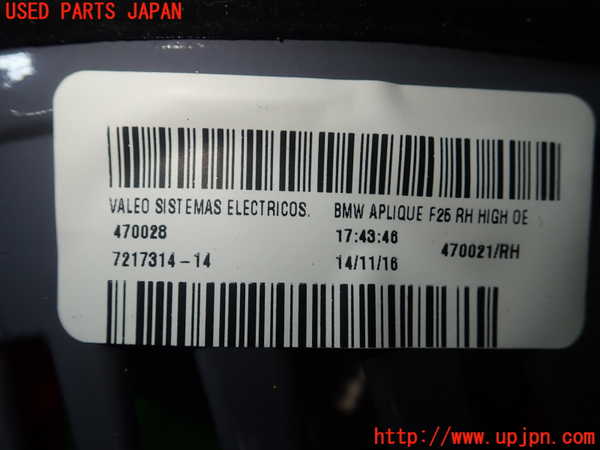 USED PARTS JAPAN
VALEO SISTEMAS ELECTRICOS. BMW APLIQUE F25 RH HIGH OE
470028 17:43:46 470021/RH
7217314-14 14/11/16
http://www.upjpn.com/